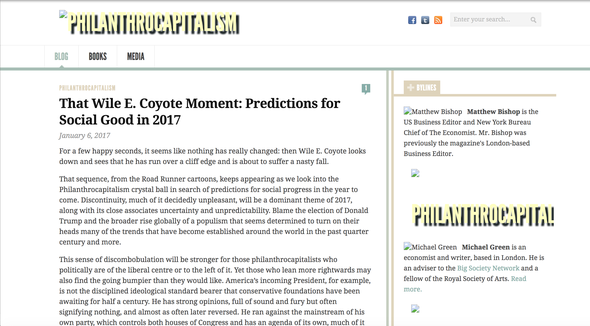 PHILANTHROCAPITALISM
Enter your search...
BLOG BOOKS MEDIA
PHILANTHROCAPITALISM
1
That Wile E. Coyote Moment: Predictions for
Social Good in 2017
January 6, 2017
For a few happy seconds, it seems like nothing has really changed: then Wile E. Coyote looks
down and sees that he has run over a cliff edge and is about to suffer a nasty fall.
That sequence, from the Road Runner cartoons, keeps appearing as we look into the
Philanthrocapitalism crystal ball in search of predictions for social progress in the year to
come. Discontinuity, much of it decidedly unpleasant, will be a dominant theme of 2017,
along with its close associates uncertainty and unpredictability. Blame the election of Donald
Trump and the broader rise globally of a populism that seems determined to turn on their
heads many of the trends that have become established around the world in the past quarter
century and more.
This sense of discombobulation will be stronger for those philanthrocapitalists who
politically are of the liberal centre or to the left of it. Yet those who lean more rightwards may
also find the going bumpier than they would like. America's incoming President, for example,
is not the disciplined ideological standard bearer that conservative foundations have been
awaiting for half a century. He has strong opinions, full of sound and fury but often
signifying nothing, and almost as often later reversed. He ran against the mainstream of his
own party, which controls both houses of Congress and has an agenda of its own, much of it
BYLINES
Matthew Bishop Matthew Bishop is the
US Business Editor and New York Bureau
Chief of The Economist. Mr. Bishop was
previously the magazine's London-based
Business Editor.
PHILANTHROCAPITAL
Michael Green Michael Green is an
economist and writer, based in London. He is
an adviser to the Big Society Network and a
fellow of the Royal Society of Arts. Read
more.